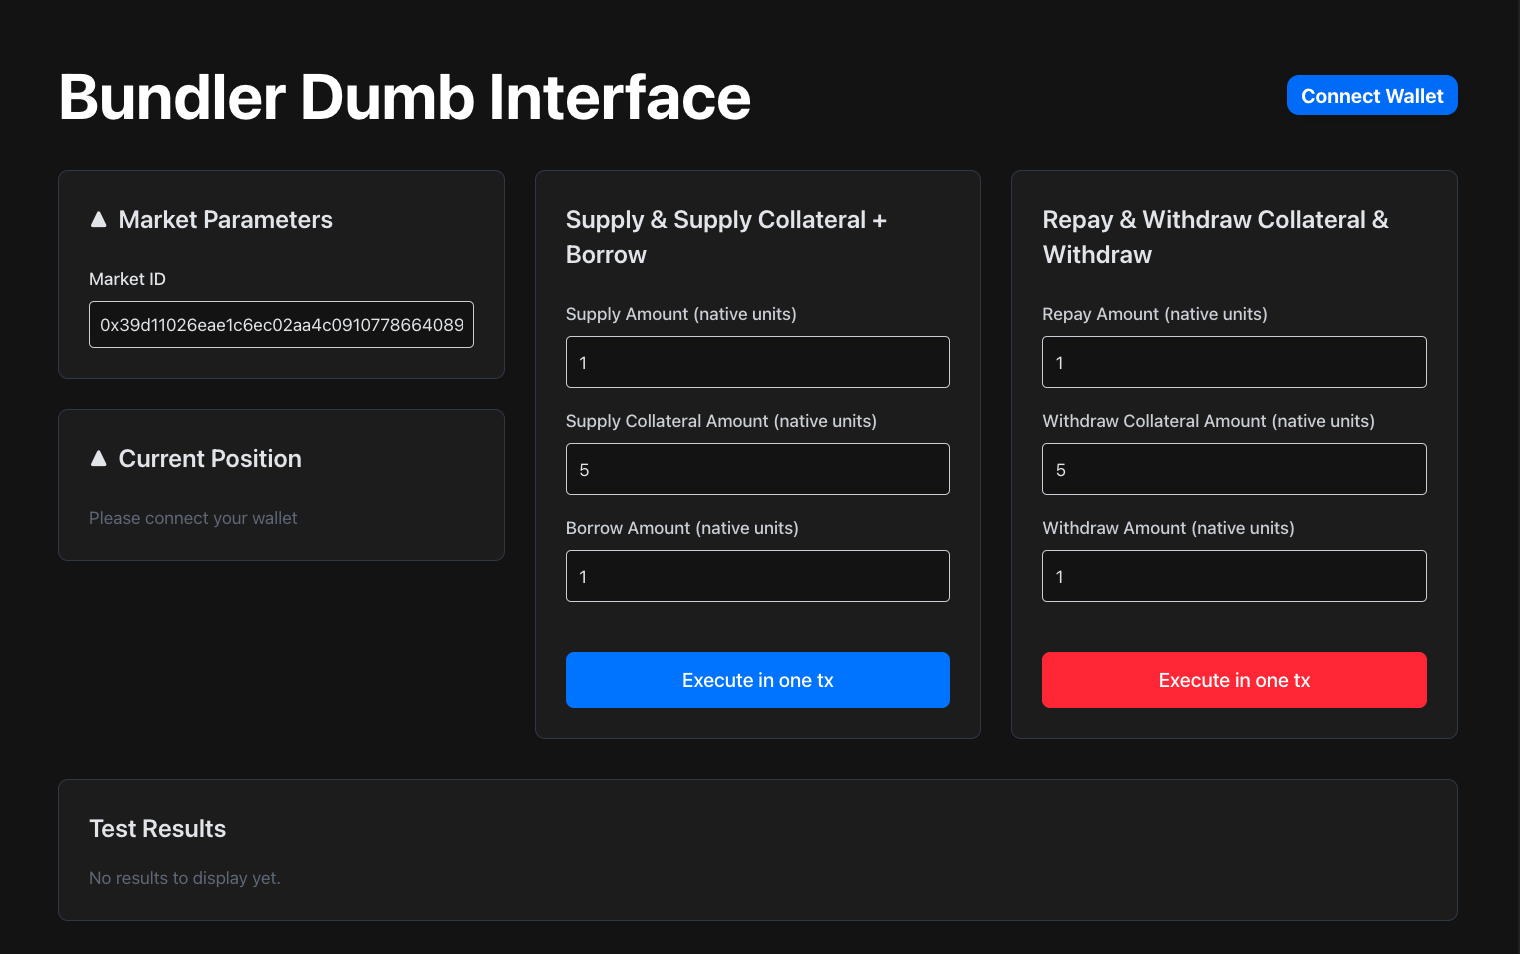 Bundler Dumb Interface
Connect Wallet
Market Parameters
Market ID
0x39d11026eae1c6ec02aa4c0910778664089
Current Position
Please connect your wallet
Supply & Supply Collateral +
Borrow
Supply Amount (native units)
1
Supply Collateral Amount (native units)
5
Borrow Amount (native units)
1
Execute in one tx
Repay & Withdraw Collateral &
Withdraw
Repay Amount (native units)
1
Withdraw Collateral Amount (native units)
5
Withdraw Amount (native units)
1
Execute in one tx
Test Results
No results to display yet.